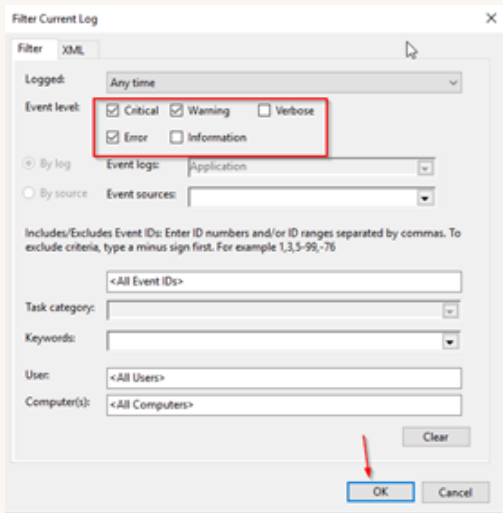 Filter Current Log
Filter XML
Logged: Any time
Event level: Critical Warning Verbose
Error Information
By log Event logs: Application
By source Event sources:
Includes/Excludes Event IDs: Enter ID numbers and/or ID ranges separated by commas. To
exclude criteria, type a minus sign first. For example 1,3,5-99,-76
<All Event IDs>
Task category:
Keywords:
User: <All Users>
Computer(s): <All Computers>
Clear
OK Cancel